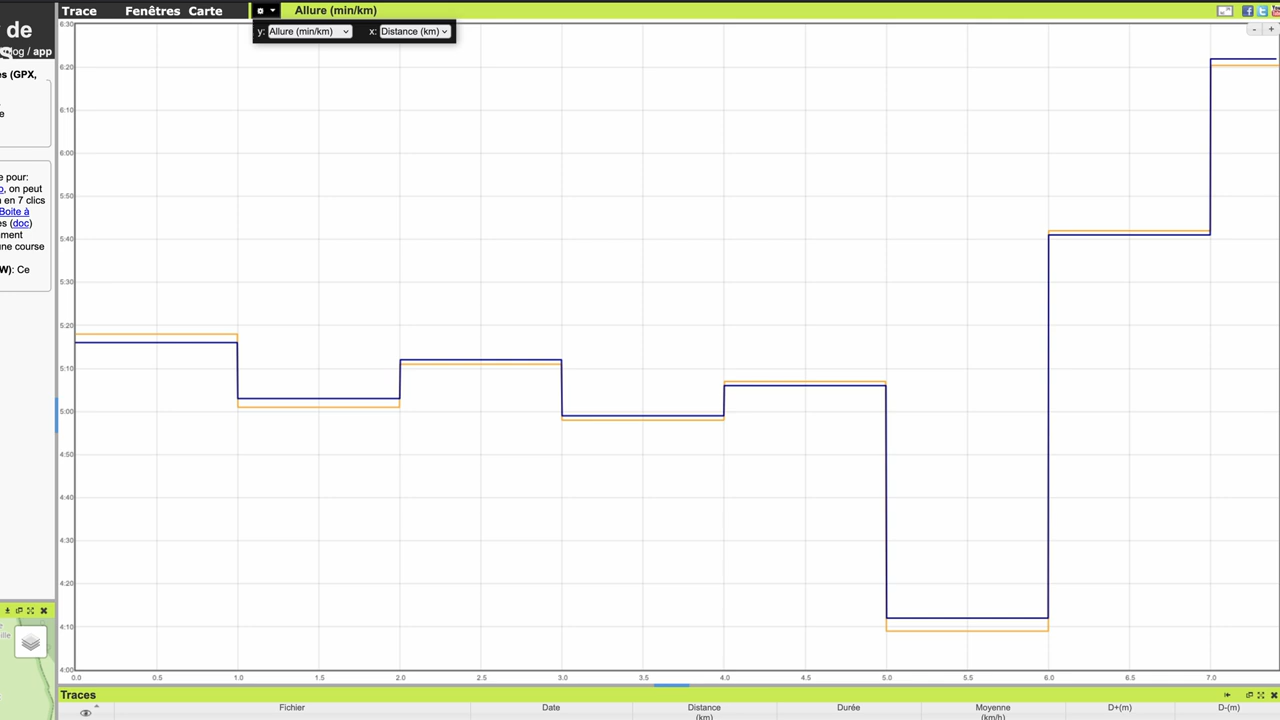 Trace Fenêtres Carte
Allure (min/km)
y: Allure (min/km) x: Distance (km)
de
log / app
es (GPX,
e
e pour:
o, on peut
n en 7 clics
Boite à
es (doc)
ment
une course
W): Ce
- +
6:30
6:20
6:10
6:00
5:50
5:40
5:30
5:20
5:10
5:00
4:50
4:40
4:30
4:20
4:10
4:00
0.0 0.5 1.0 1.5 2.0 2.5 3.0 3.5 4.0 4.5 5.0 5.5 6.0 6.5 7.0
Traces
Fichier Date Distance (km) Durée Moyenne (km/h) D+(m) D-(m)